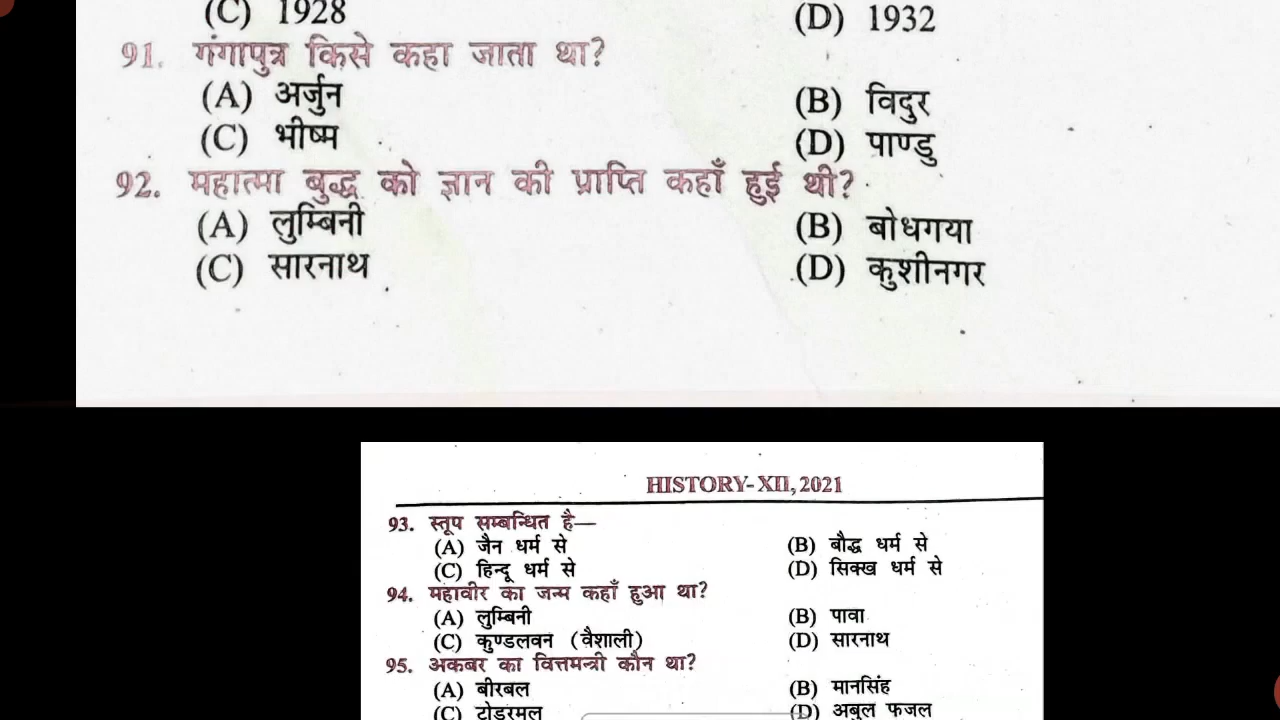 (C) 1928 (D) 1932
91. गंगापुत्र किसे कहा जाता था?
(A) अर्जुन (B) विदुर
(C) भीष्म (D) पाण्डु
92. महात्मा बुद्ध को ज्ञान की प्राप्ति कहाँ हुई थी?
(A) लुम्बिनी (B) बोधगया
(C) सारनाथ (D) कुशीनगर
HISTORY-XII, 2021
93. स्तूप सम्बन्धित है—
(A) जैन धर्म से (B) बौद्ध धर्म से
(C) हिन्दू धर्म से (D) सिक्ख धर्म से
94. महावीर का जन्म कहाँ हुआ था?
(A) लुम्बिनी (B) पावा
(C) कुण्डलवन (वैशाली) (D) सारनाथ
95. अकबर का वित्तमन्त्री कौन था?
(A) बीरबल (B) मानसिंह
(C) टोडरमल (D) अबुल फजल